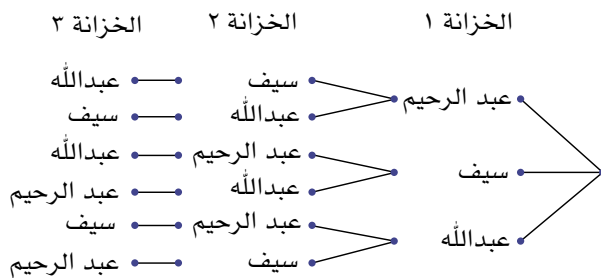 الخزانة ١ الخزانة ٢ الخزانة ٣
عبد الرحيم سيف عبدالله
عبدالله سيف
سيف عبد الرحيم عبدالله
عبدالله عبد الرحيم
عبدالله عبد الرحيم سيف
سيف عبد الرحيم